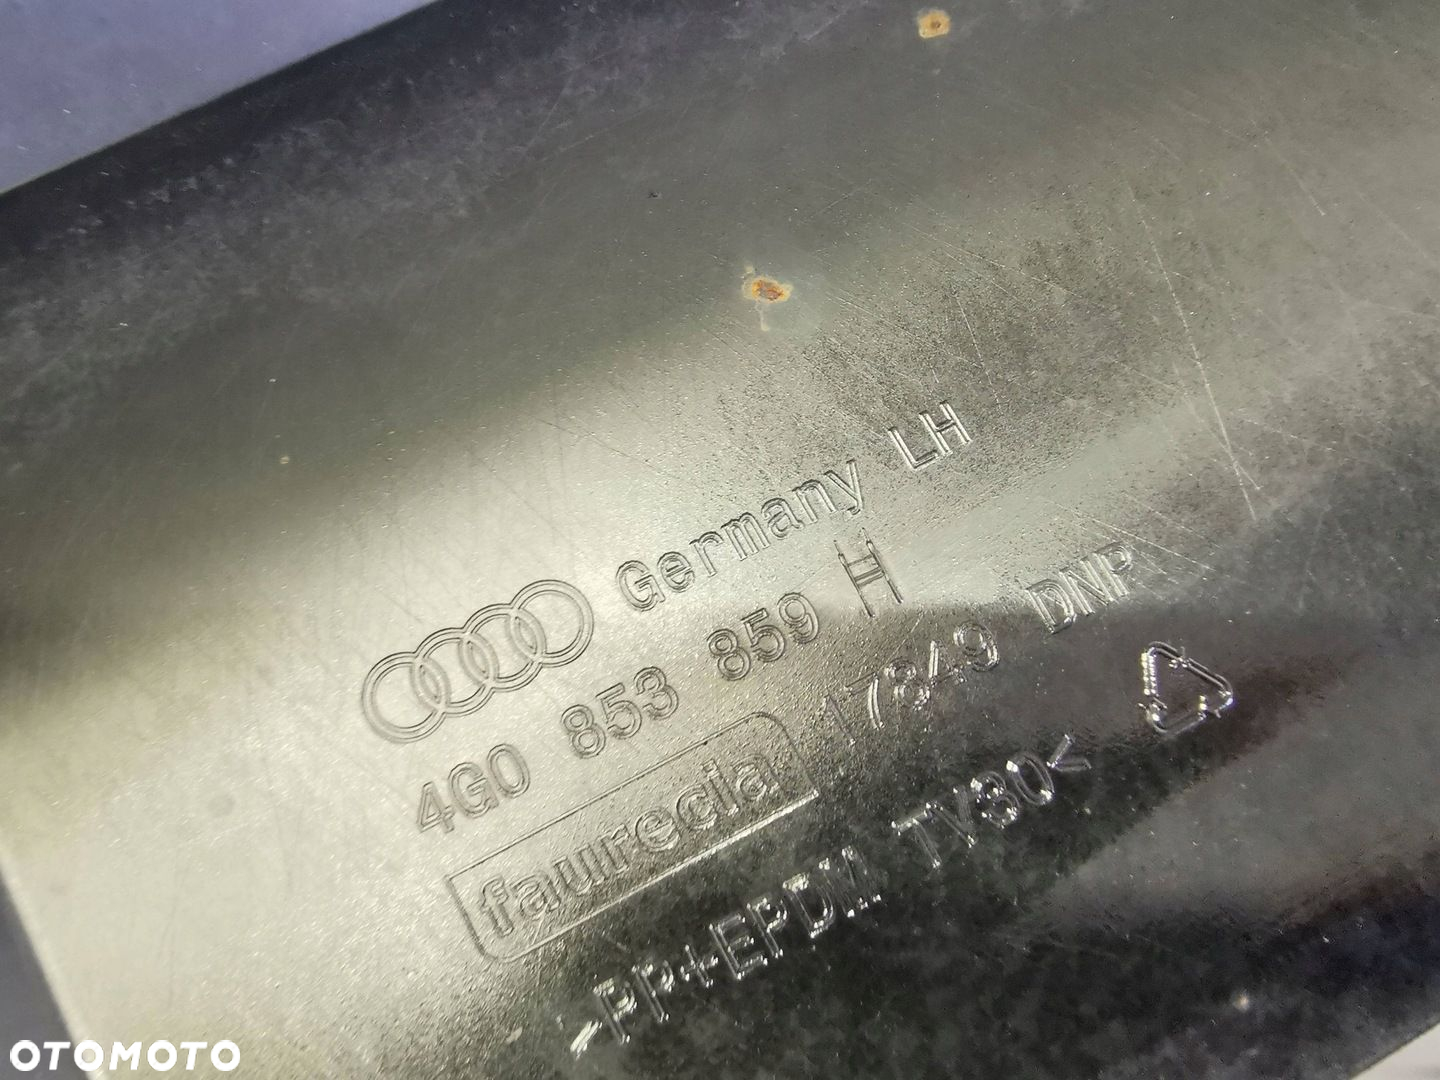 Germany LH
4G0 853 859 H
faurecia 17849 DNP
>PP+EPDM TV30<
OTOMOTO